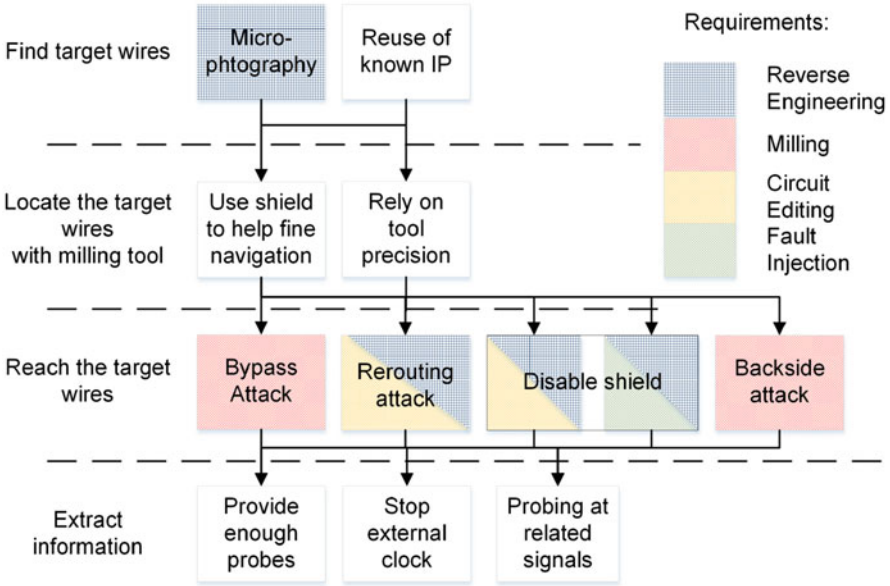 Find target wires
Micro-
phtography
Reuse of
known IP
Requirements:
Reverse
Engineering
Milling
Circuit
Editing
Fault
Injection
Locate the target
wires
with milling tool
Use shield
to help fine
navigation
Rely on
tool
precision
Reach the target
wires
Bypass
Attack
Rerouting
attack
Disable shield
Backside
attack
Extract
information
Provide
enough
probes
Stop
external
clock
Probing at
related
signals